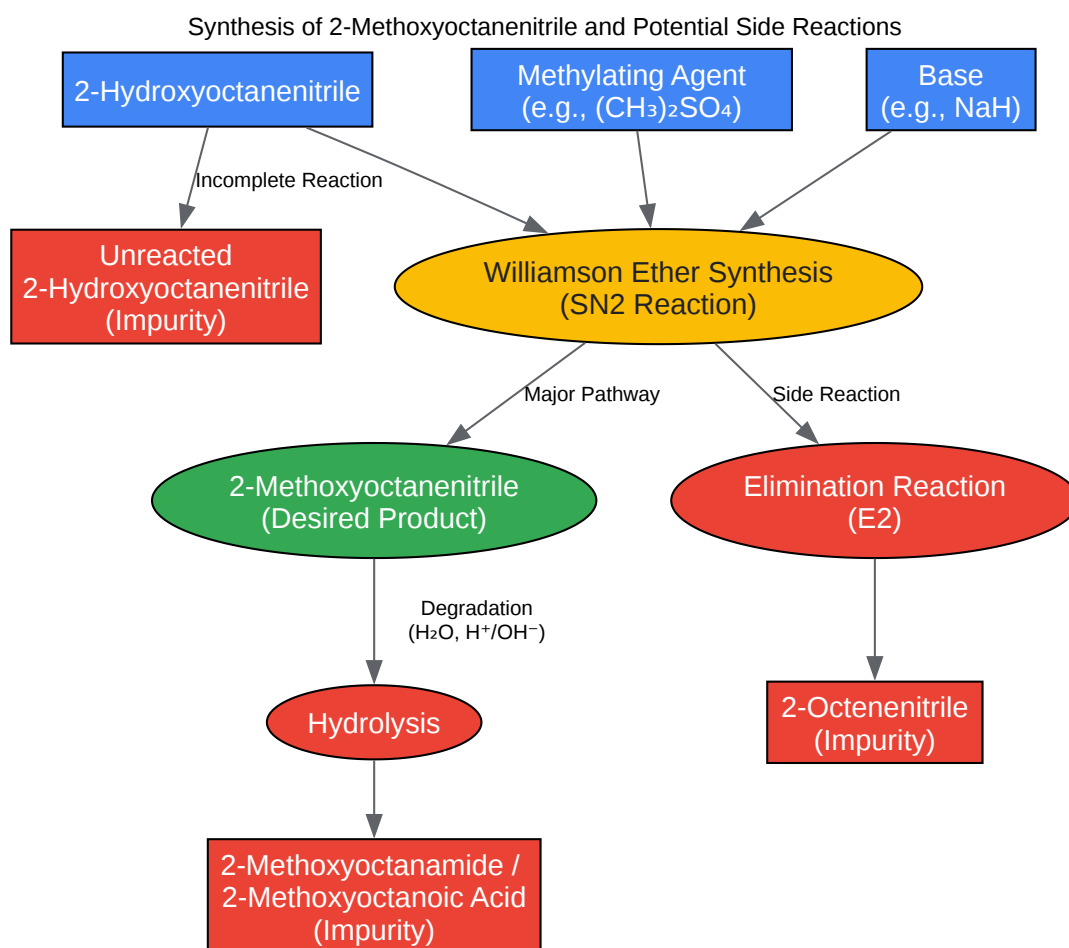 Synthesis of 2-Methoxyoctanenitrile and Potential Side Reactions
2-Hydroxyoctanenitrile
Methylating Agent
(e.g., (CH₃)₂SO₄)
Base
(e.g., NaH)
Incomplete Reaction
Unreacted
2-Hydroxyoctanenitrile
(Impurity)
Williamson Ether Synthesis
(SN2 Reaction)
Major Pathway
Side Reaction
2-Methoxyoctanenitrile
(Desired Product)
Elimination Reaction
(E2)
Degradation
(H₂O, H⁺/OH⁻)
Hydrolysis
2-Octenenitrile
(Impurity)
2-Methoxyoctanamide /
2-Methoxyoctanoic Acid
(Impurity)